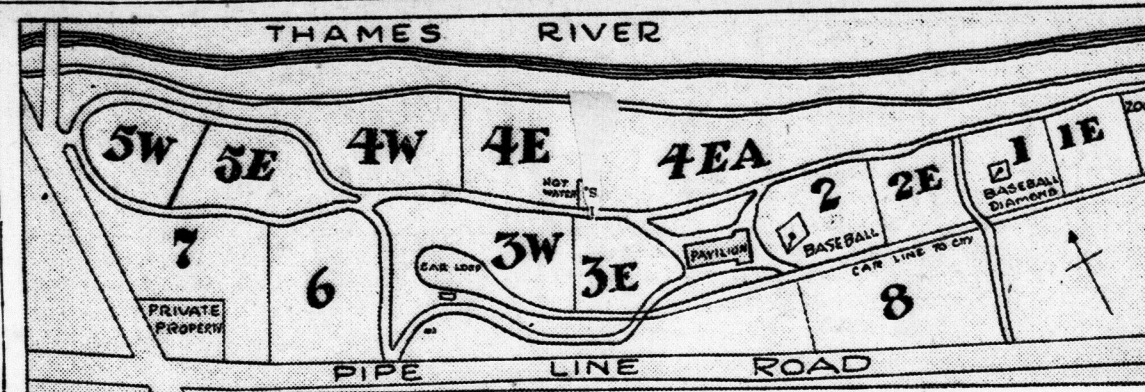 THAMES RIVER
5W
5E
4W
4E
4EA
1
1E
2
2E
HOT
WATER
BASEBALL
DIAMOND
BASEBALL
PAVILION
CAR LINE TO CITY
7
6
CAR LOOP
3W
3E
8
PRIVATE
PROPERTY
PIPE LINE ROAD